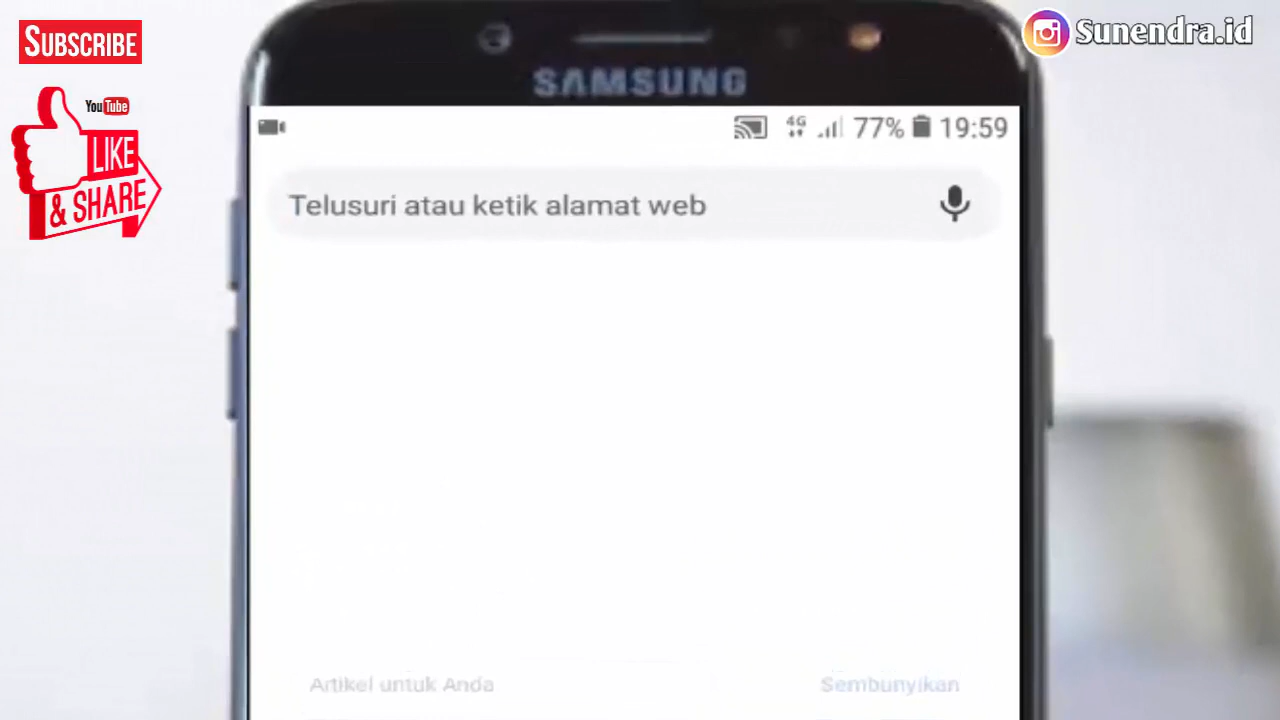 SUBSCRIBE
YouTube
LIKE
& SHARE
Sunendra.id
SAMSUNG
4G
77%
19:59
Telusuri atau ketik alamat web
Artikel untuk Anda
Sembunyikan